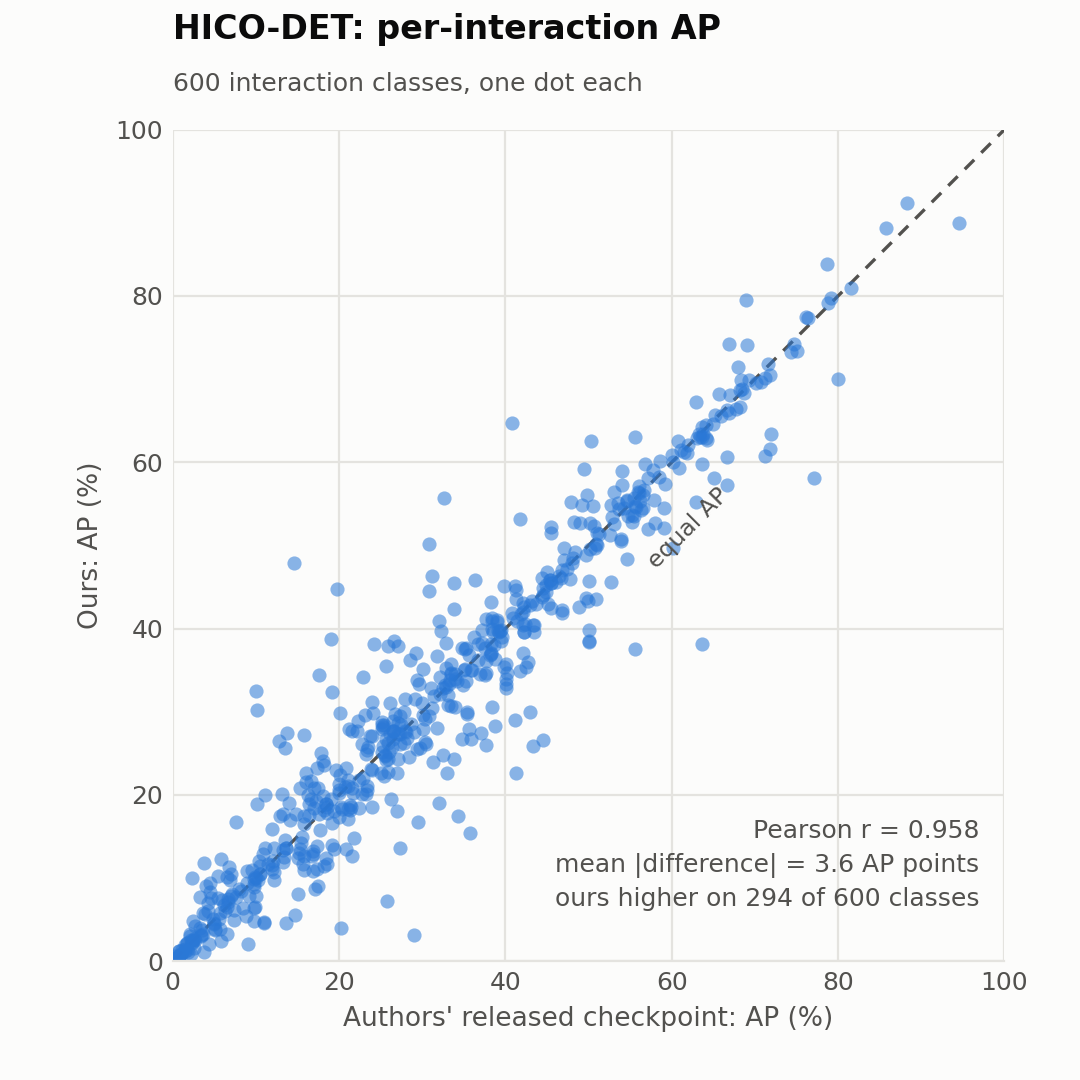 HICO-DET: per-interaction AP
600 interaction classes, one dot each
100
80
60
40
20
0
Ours: AP (%)
equal AP
Pearson r = 0.958
mean |difference| = 3.6 AP points
ours higher on 294 of 600 classes
0 20 40 60 80 100
Authors' released checkpoint: AP (%)